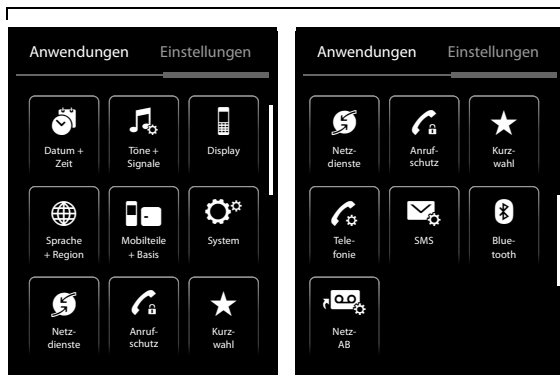 Anwendungen Einstellungen
Datum +
Zeit
Töne +
Signale
Display
Sprache
+ Region
Mobilteile
+ Basis
System
Netz-
dienste
Anruf-
schutz
Kurz-
wahl
Anwendungen Einstellungen
Netz-
dienste
Anruf-
schutz
Kurz-
wahl
Tele-
fonie
SMS
Blue-
tooth
Netz-
AB